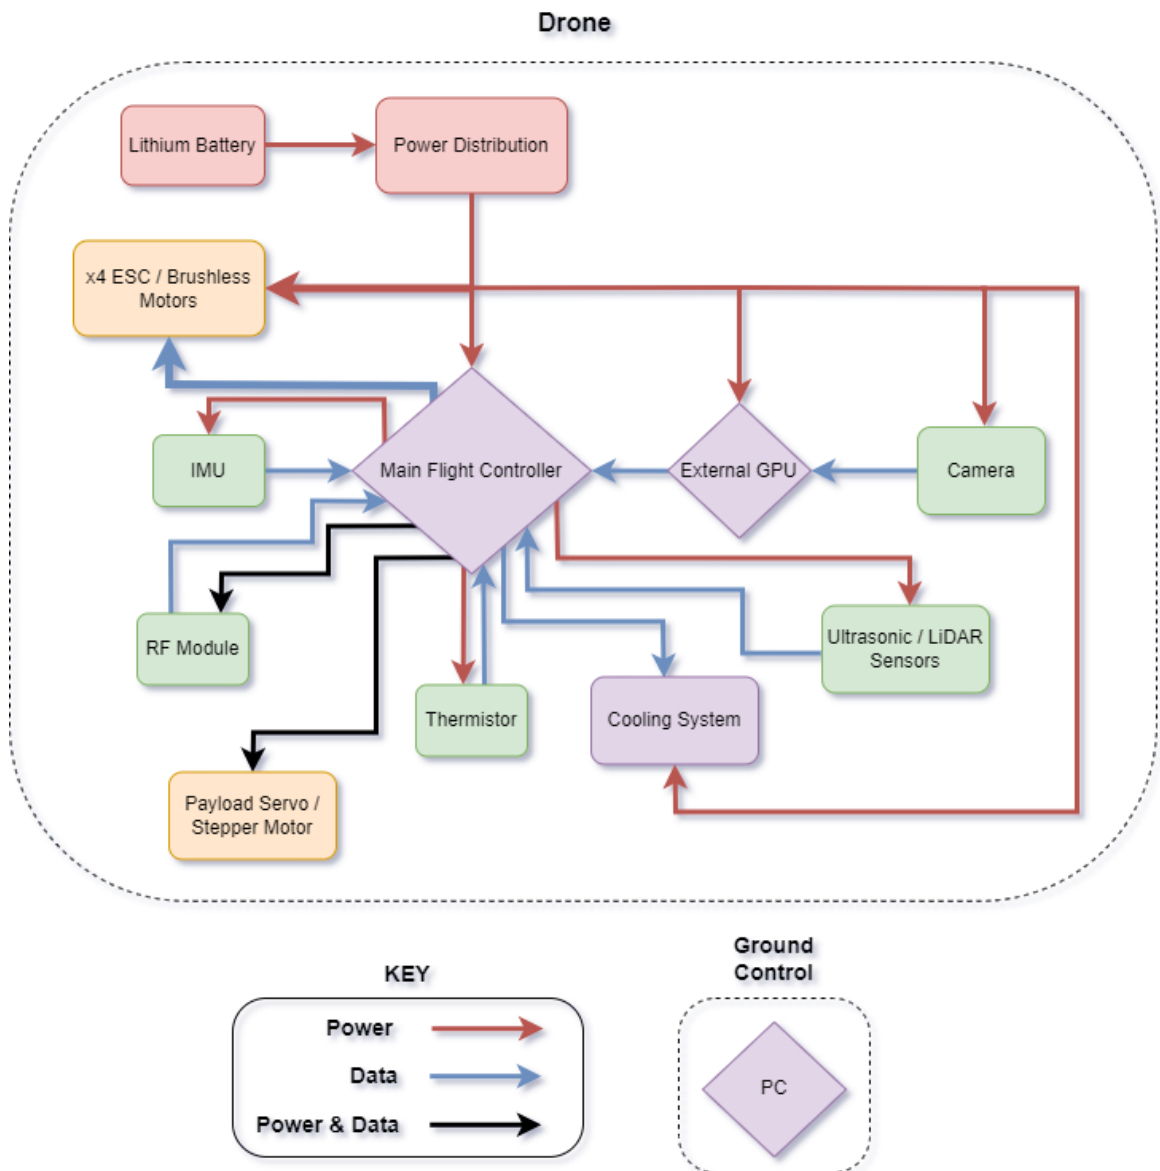 Drone
Lithium Battery
Power Distribution
x4 ESC / Brushless
Motors
IMU
Main Flight Controller
External GPU
Camera
RF Module
Ultrasonic / LiDAR
Sensors
Thermistor
Cooling System
Payload Servo /
Stepper Motor
KEY
Power
Data
Power & Data
Ground
Control
PC